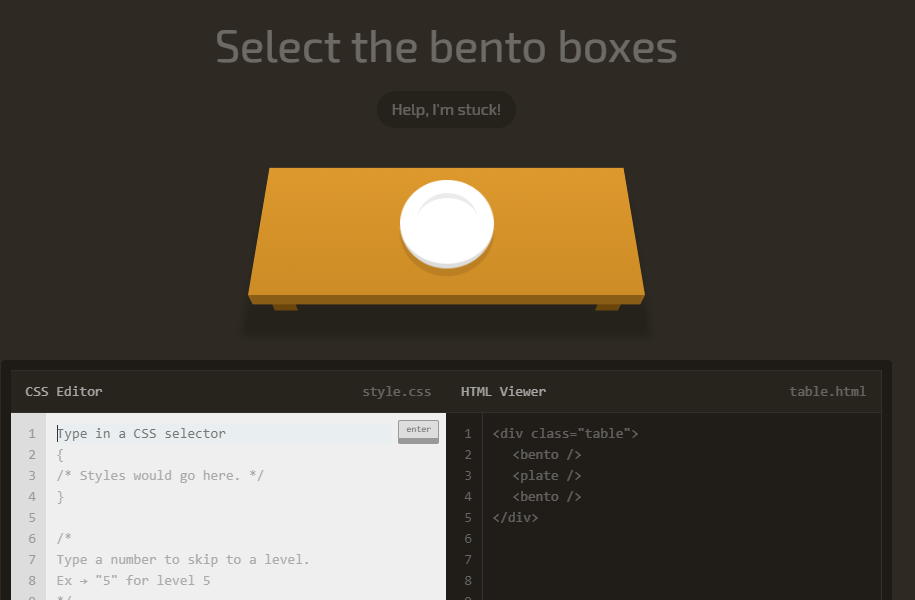 Select the bento boxes
Help, I'm stuck!
CSS Editor
style.css
1 Type in a CSS selector
enter
2 {
3 /* Styles would go here. */
4 }
5
6 /*
7 Type a number to skip to a level.
8 Ex → "5" for level 5
9 */
HTML Viewer
table.html
1 <div class="table">
2 <bento />
3 <plate />
4 <bento />
5 </div>
6
7
8
9